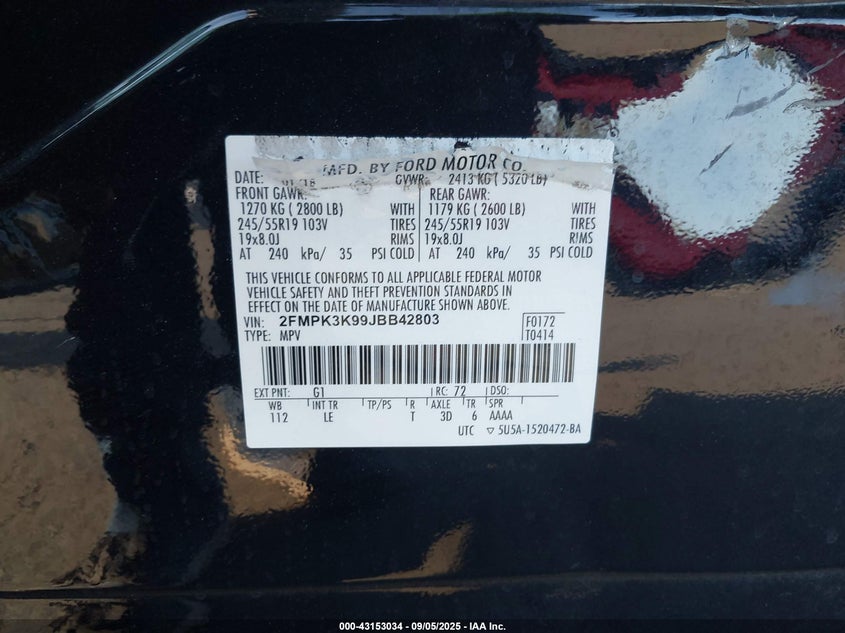 MFD. BY FORD MOTOR CO.
DATE: 01/18 GVWR: 2413 KG ( 5320 LB)
FRONT GAWR: REAR GAWR:
1270 KG ( 2800 LB) WITH 1179 KG ( 2600 LB) WITH
245/55R19 103V TIRES 245/55R19 103V TIRES
19x8.0J RIMS 19x8.0J RIMS
AT 240 kPa/ 35 PSI COLD AT 240 kPa/ 35 PSI COLD
THIS VEHICLE CONFORMS TO ALL APPLICABLE FEDERAL MOTOR
VEHICLE SAFETY AND THEFT PREVENTION STANDARDS IN
EFFECT ON THE DATE OF MANUFACTURE SHOWN ABOVE.
VIN: 2FMPK3K99JBB42803 F0172
TYPE: MPV T0414
EXT PNT: G1 RC: 72 DSO:
WB INT TR TP/PS R AXLE TR SPR
112 LE T 3D 6 AAAA
UTC ▽ 5U5A-1520472-BA
000-43153034 - 09/05/2025 - IAA Inc.